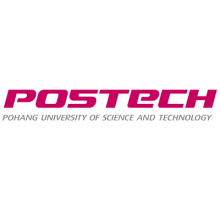 POSTECH
POHANG UNIVERSITY OF SCIENCE AND TECHNOLOGY